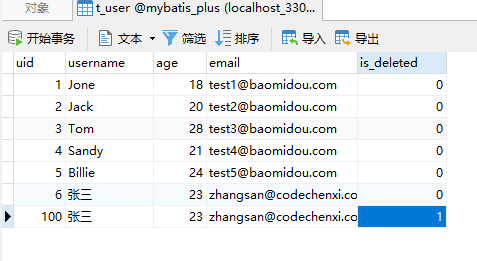 对象
t_user @mybatis_plus (localhost_330...
开始事务 文本 筛选 排序 导入 导出
uid username age email is_deleted
1 Jone 18 test1@baomidou.com 0
2 Jack 20 test2@baomidou.com 0
3 Tom 28 test3@baomidou.com 0
4 Sandy 21 test4@baomidou.com 0
5 Billie 24 test5@baomidou.com 0
6 张三 23 zhangsan@codechenxi.co 0
100 张三 23 zhangsan@codechenxi.co 1